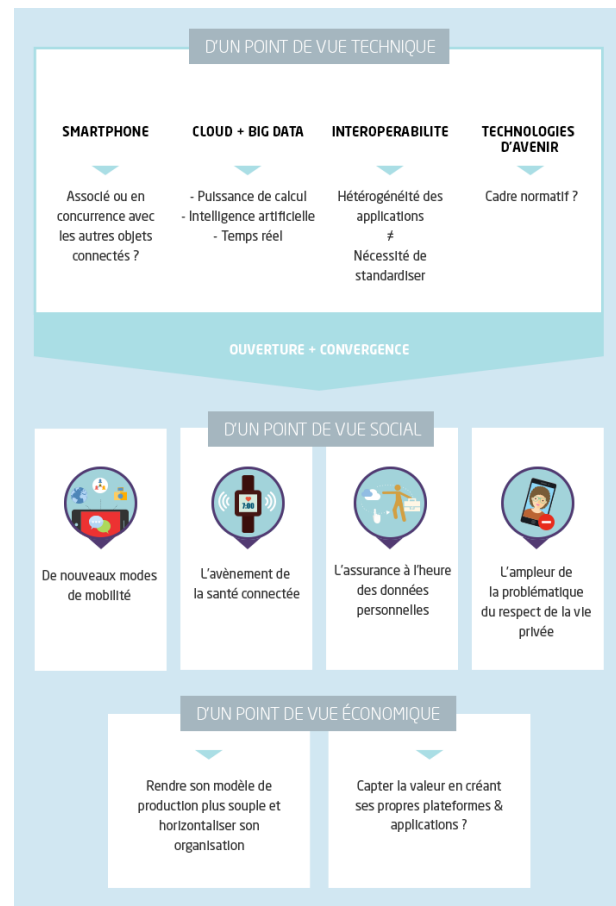 D'UN POINT DE VUE TECHNIQUE
SMARTPHONE
Associé ou en
concurrence avec
les autres objets
connectés ?
CLOUD + BIG DATA
- Puissance de calcul
- Intelligence artificielle
- Temps réel
INTEROPERABILITE
Hétérogénéité des
applications
≠
Nécessité de
standardiser
TECHNOLOGIES
D'AVENIR
Cadre normatif ?
OUVERTURE + CONVERGENCE
D'UN POINT DE VUE SOCIAL
De nouveaux modes
de mobilité
7:00
L'avènement de
la santé connectée
L'assurance à l'heure
des données
personnelles
L'ampleur de
la problématique
du respect de la vie
privée
D'UN POINT DE VUE ÉCONOMIQUE
Rendre son modèle de
production plus souple et
horizontaliser son
organisation
Capter la valeur en créant
ses propres plateformes &
applications ?